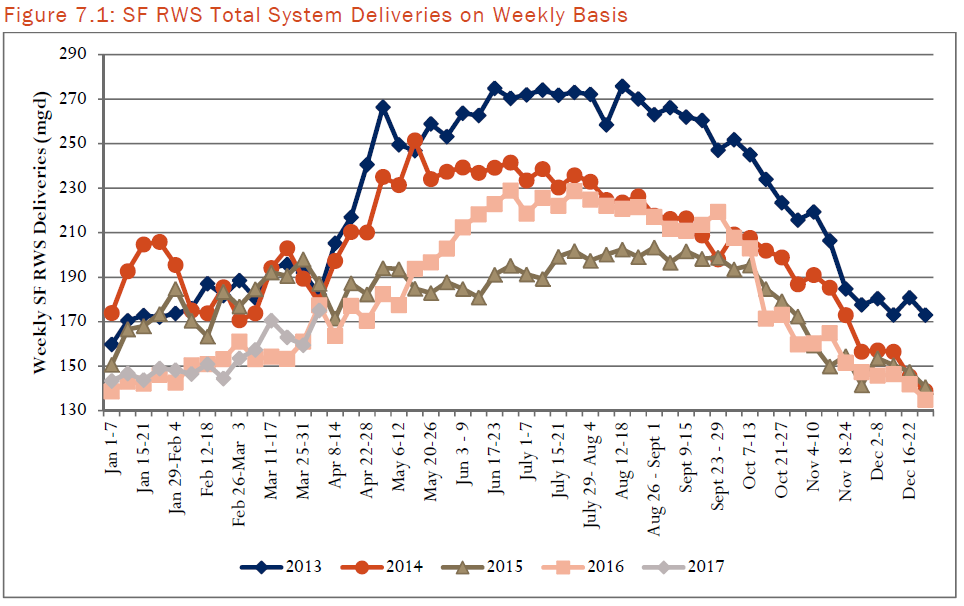 Figure 7.1: SF RWS Total System Deliveries on Weekly Basis
Weekly SF RWS Deliveries (mgd)
290
270
250
230
210
190
170
150
130
Jan 1-7
Jan 15-21
Jan 29-Feb 4
Feb 12-18
Feb 26-Mar 3
Mar 11-17
Mar 25-31
Apr 8-14
Apr 22-28
May 6-12
May 20-26
Jun 3 - 9
Jun 17-23
July 1-7
July 15-21
July 29- Aug 4
Aug 12-18
Aug 26 - Sept 1
Sept 9-15
Sept 23 - 29
Oct 7-13
Oct 21-27
Nov 4-10
Nov 18-24
Dec 2-8
Dec 16-22
2013 2014 2015 2016 2017